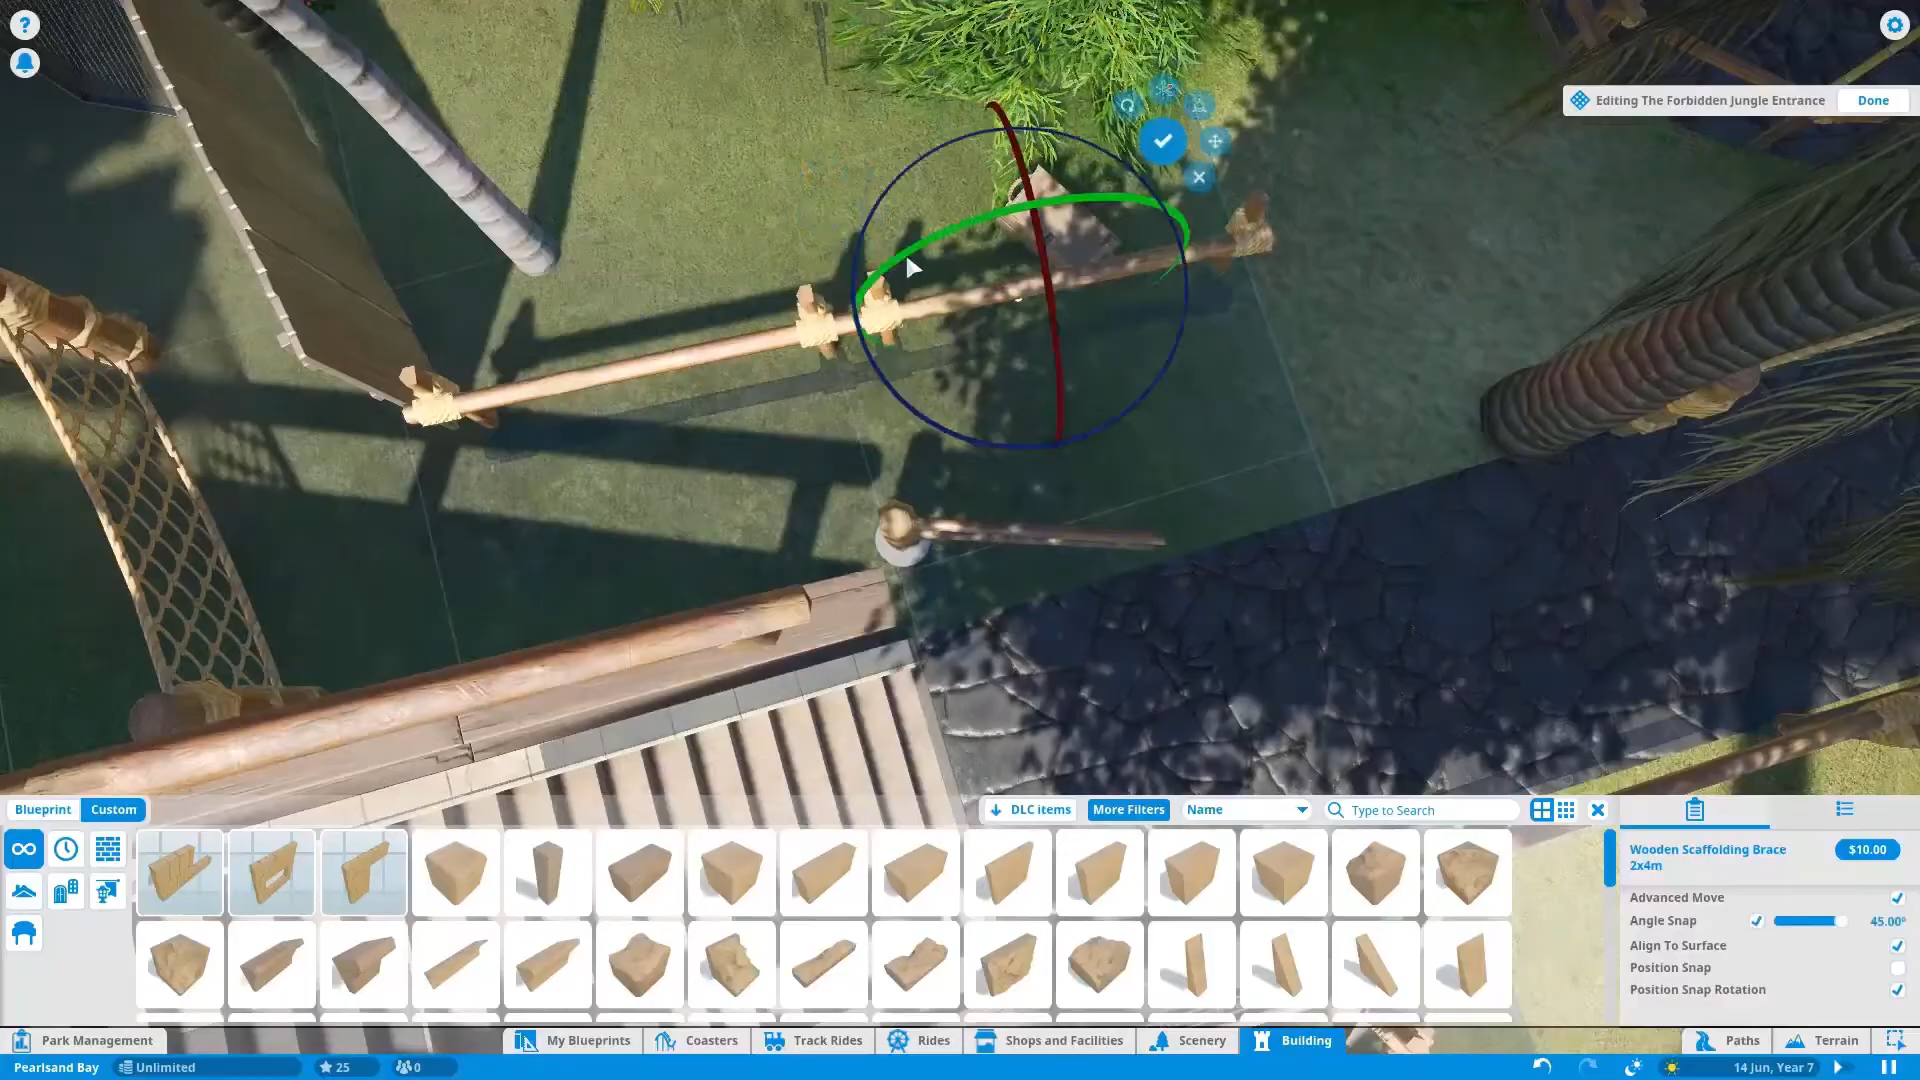 ?
Editing The Forbidden Jungle Entrance
Done
Blueprint
Custom
DLC items
More Filters
Name
Type to Search
Wooden Scaffolding Brace
2x4m
$10.00
Advanced Move
Angle Snap
45.00°
Align To Surface
Position Snap
Position Snap Rotation
Park Management
My Blueprints
Coasters
Track Rides
Rides
Shops and Facilities
Scenery
Building
Paths
Terrain
Pearlsand Bay
Unlimited
25
0
14 Jun, Year 7